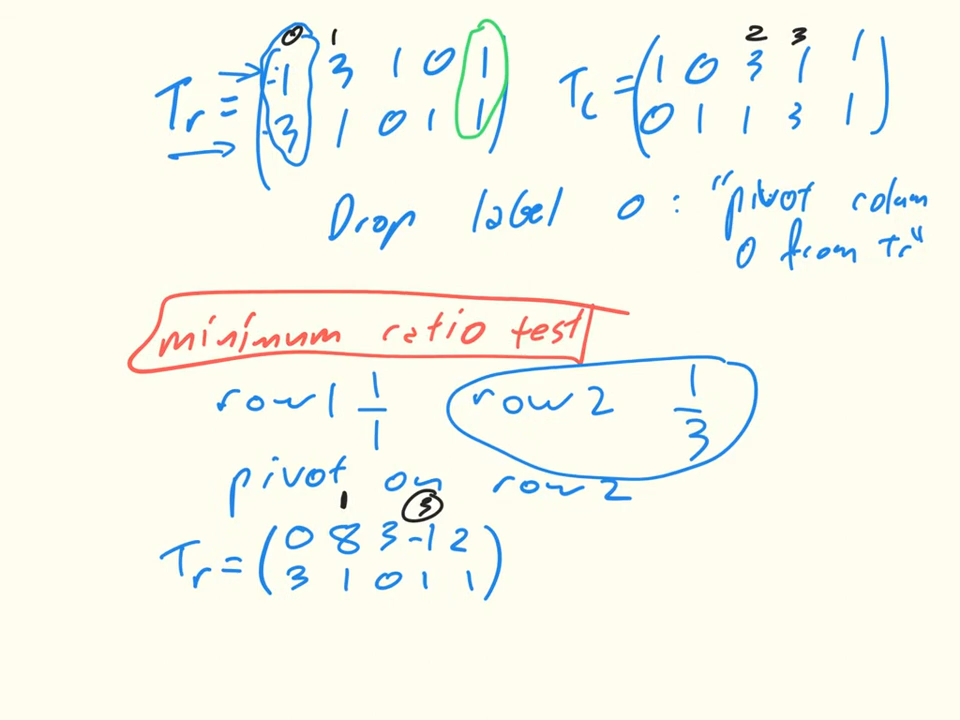 0 1 2 3
Tr = ( 1 3 1 0 1 Tc = ( 1 0 3 1 1 )
3 1 0 1 1 ) 0 1 1 3 1
Drop label 0 : "pivot column
0 from Tr"
minimum ratio test
row 1 1/1 row 2 1/3
pivot on row 2
1 3
Tr = ( 0 8 3 -1 2 )
3 1 0 1 1